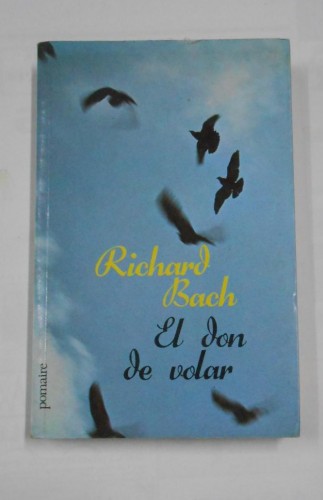 Richard
Bach
El don
de volar
pomaire